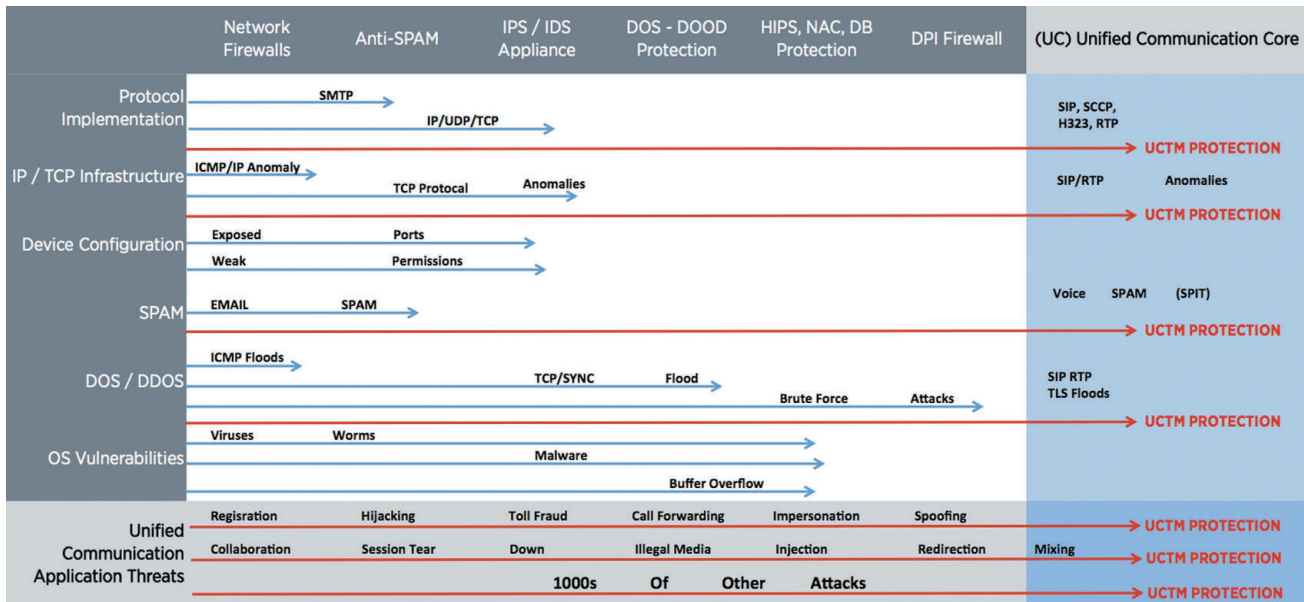 Network Firewalls
Anti-SPAM
IPS / IDS Appliance
DOS - DOOD Protection
HIPS, NAC, DB Protection
DPI Firewall
(UC) Unified Communication Core
Protocol Implementation
SMTP
IP/UDP/TCP
SIP, SCCP,
H323, RTP
UCTM PROTECTION
IP / TCP Infrastructure
ICMP/IP Anomaly
TCP Protocal Anomalies
SIP/RTP Anomalies
UCTM PROTECTION
Device Configuration
Exposed Ports
Weak Permissions
SPAM
EMAIL SPAM
Voice SPAM (SPIT)
UCTM PROTECTION
DOS / DDOS
ICMP Floods
TCP/SYNC Flood
Brute Force Attacks
SIP RTP
TLS Floods
UCTM PROTECTION
OS Vulnerabilities
Viruses Worms
Malware
Buffer Overflow
Unified
Communication
Application Threats
Regisration Hijacking Toll Fraud Call Forwarding Impersonation Spoofing
UCTM PROTECTION
Collaboration Session Tear Down Illegal Media Injection Redirection Mixing
UCTM PROTECTION
1000s Of Other Attacks
UCTM PROTECTION